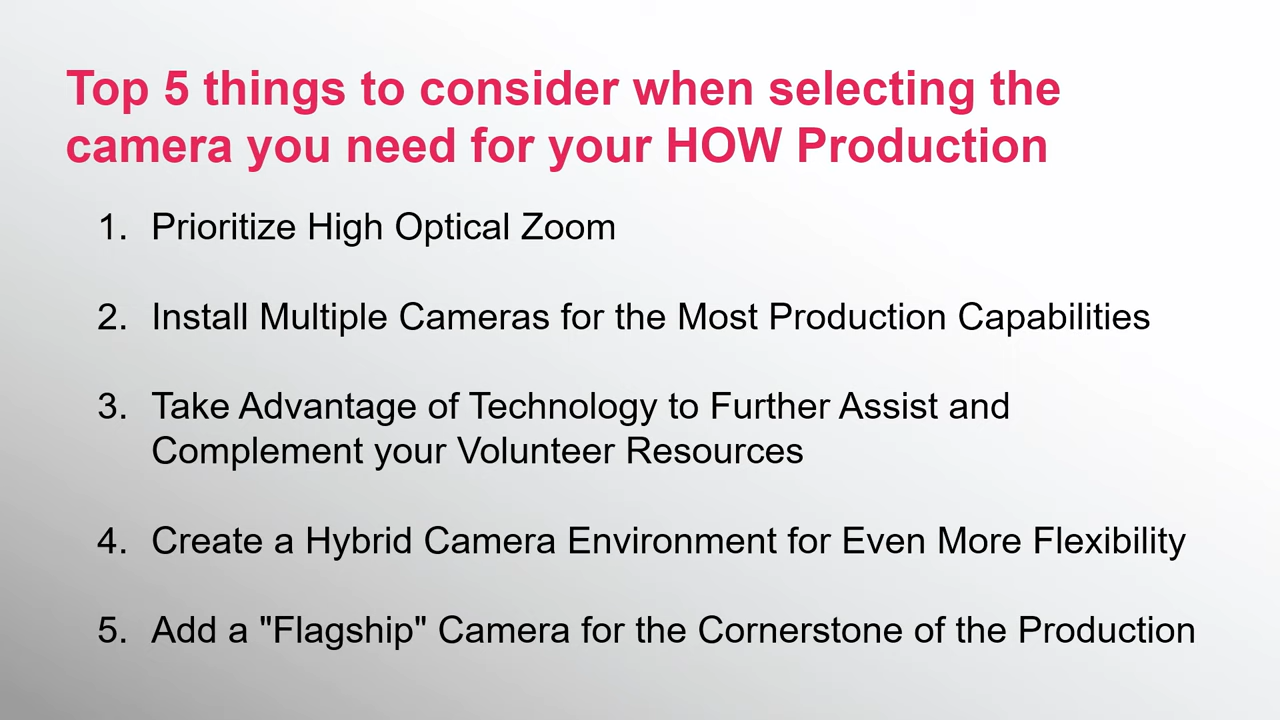 Top 5 things to consider when selecting the
camera you need for your HOW Production
1. Prioritize High Optical Zoom
2. Install Multiple Cameras for the Most Production Capabilities
3. Take Advantage of Technology to Further Assist and
Complement your Volunteer Resources
4. Create a Hybrid Camera Environment for Even More Flexibility
5. Add a "Flagship" Camera for the Cornerstone of the Production